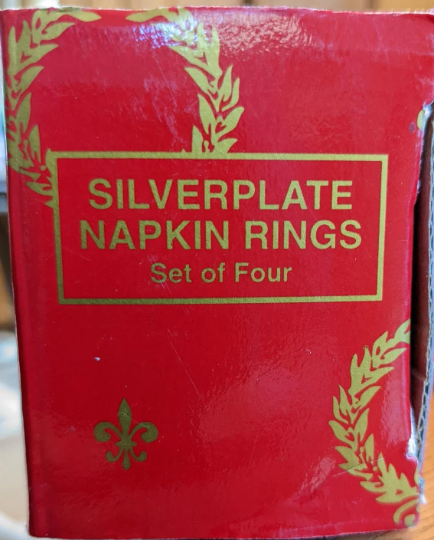 SILVERPLATE
NAPKIN RINGS
Set of Four